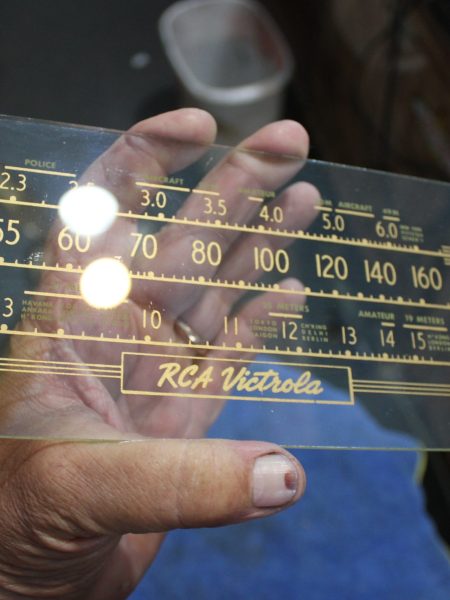 POLICE AIRCRAFT AMATEUR AIRCRAFT
2.3 3.0 3.5 4.0 5.0 6.0
55 60 70 80 100 120 140 160
METERS AMATEUR 19 METERS
3 10 11 12 13 14 15
HAVANA TOKYO CH'KING
ANKARA LONDON DELHI
SAIGON BERLIN
RCA Victrola